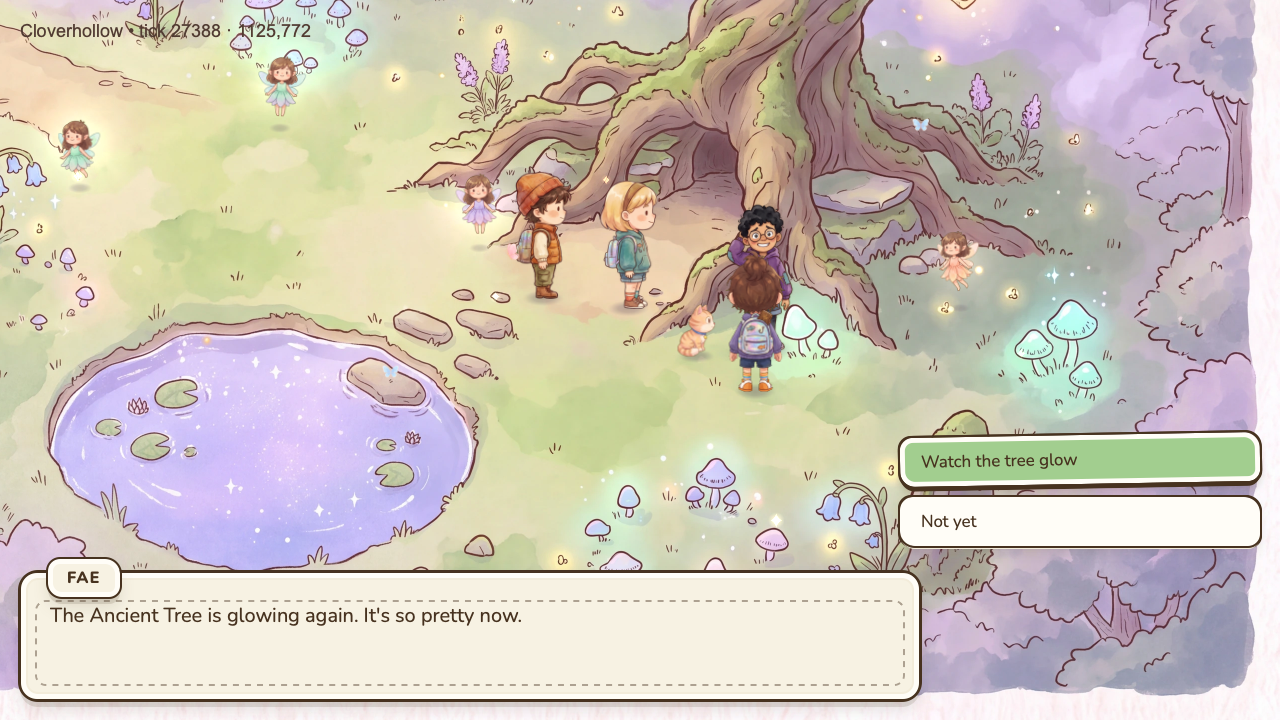 Cloverhollow • tick 27388 · 1125,772
Watch the tree glow
Not yet
FAE
The Ancient Tree is glowing again. It's so pretty now.